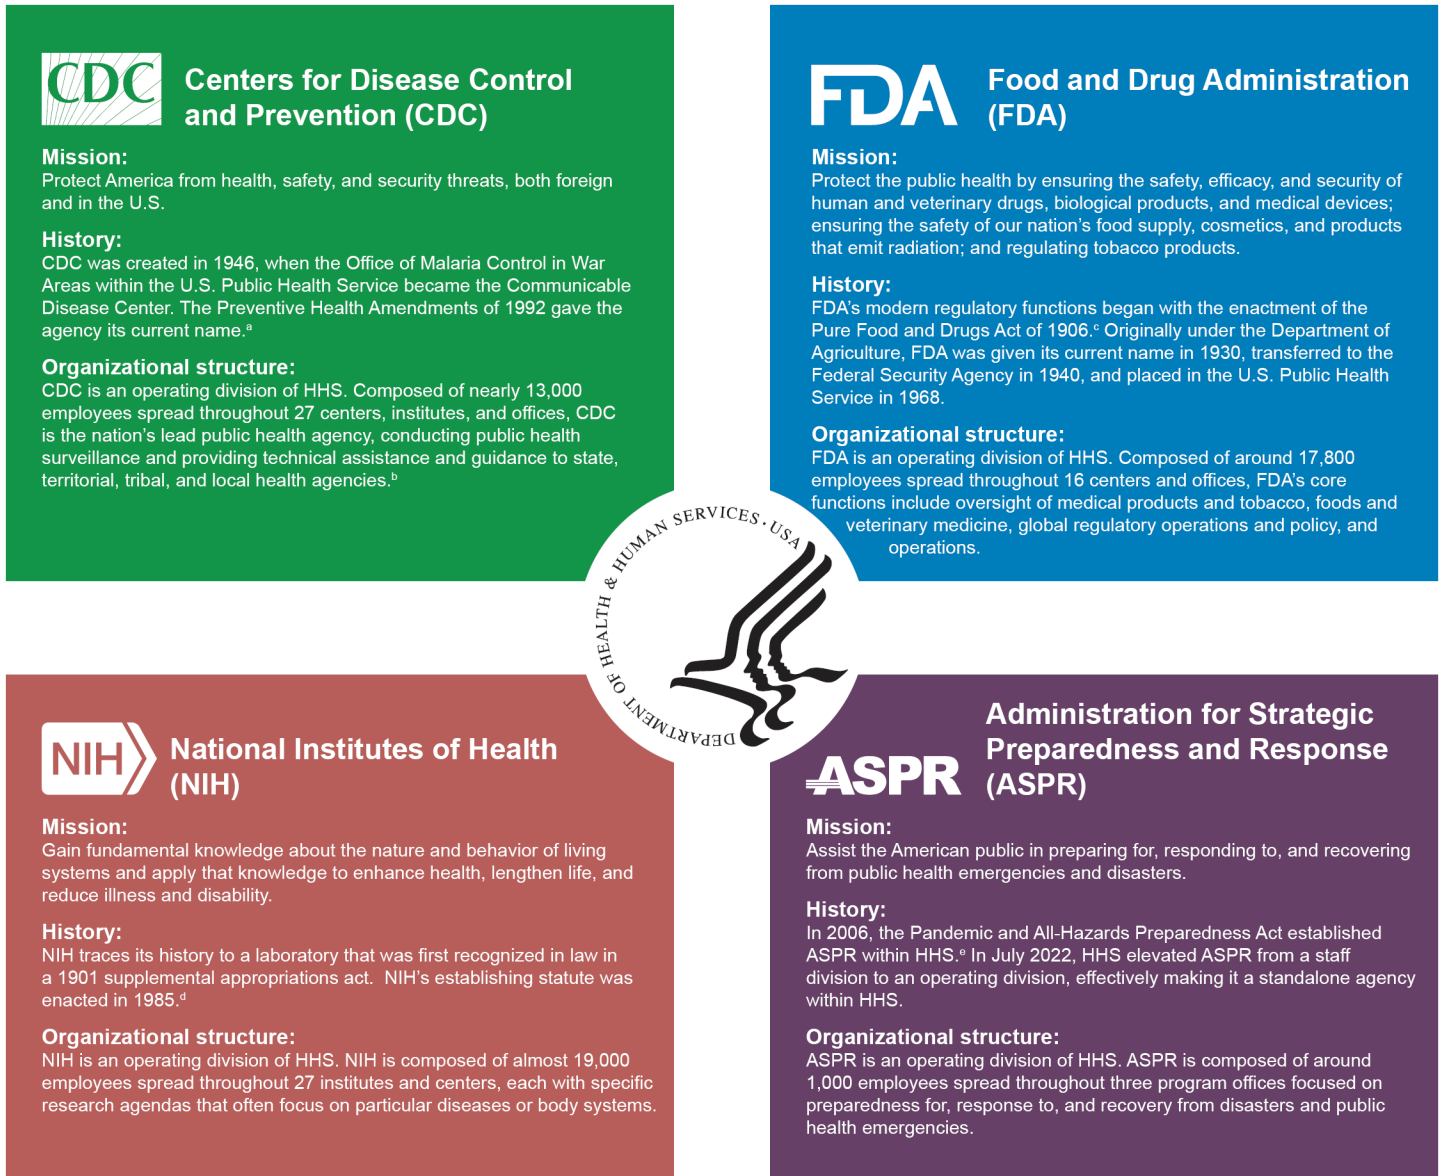 CDC
Centers for Disease Control
and Prevention (CDC)
Mission:
Protect America from health, safety, and security threats, both foreign
and in the U.S.
History:
CDC was created in 1946, when the Office of Malaria Control in War
Areas within the U.S. Public Health Service became the Communicable
Disease Center. The Preventive Health Amendments of 1992 gave the
agency its current name.ᵃ
Organizational structure:
CDC is an operating division of HHS. Composed of nearly 13,000
employees spread throughout 27 centers, institutes, and offices, CDC
is the nation’s lead public health agency, conducting public health
surveillance and providing technical assistance and guidance to state,
territorial, tribal, and local health agencies.ᵇ
FDA
Food and Drug Administration
(FDA)
Mission:
Protect the public health by ensuring the safety, efficacy, and security of
human and veterinary drugs, biological products, and medical devices;
ensuring the safety of our nation’s food supply, cosmetics, and products
that emit radiation; and regulating tobacco products.
History:
FDA’s modern regulatory functions began with the enactment of the
Pure Food and Drugs Act of 1906.ᶜ Originally under the Department of
Agriculture, FDA was given its current name in 1930, transferred to the
Federal Security Agency in 1940, and placed in the U.S. Public Health
Service in 1968.
Organizational structure:
FDA is an operating division of HHS. Composed of around 17,800
employees spread throughout 16 centers and offices, FDA’s core
functions include oversight of medical products and tobacco, foods and
veterinary medicine, global regulatory operations and policy, and
operations.
DEPARTMENT OF HEALTH & HUMAN SERVICES · USA
NIH
National Institutes of Health
(NIH)
Mission:
Gain fundamental knowledge about the nature and behavior of living
systems and apply that knowledge to enhance health, lengthen life, and
reduce illness and disability.
History:
NIH traces its history to a laboratory that was first recognized in law in
a 1901 supplemental appropriations act.  NIH’s establishing statute was
enacted in 1985.ᵈ
Organizational structure:
NIH is an operating division of HHS. NIH is composed of almost 19,000
employees spread throughout 27 institutes and centers, each with specific
research agendas that often focus on particular diseases or body systems.
ASPR
Administration for Strategic
Preparedness and Response
(ASPR)
Mission:
Assist the American public in preparing for, responding to, and recovering
from public health emergencies and disasters.
History:
In 2006, the Pandemic and All-Hazards Preparedness Act established
ASPR within HHS.ᵉ In July 2022, HHS elevated ASPR from a staff
division to an operating division, effectively making it a standalone agency
within HHS.
Organizational structure:
ASPR is an operating division of HHS. ASPR is composed of around
1,000 employees spread throughout three program offices focused on
preparedness for, response to, and recovery from disasters and public
health emergencies.